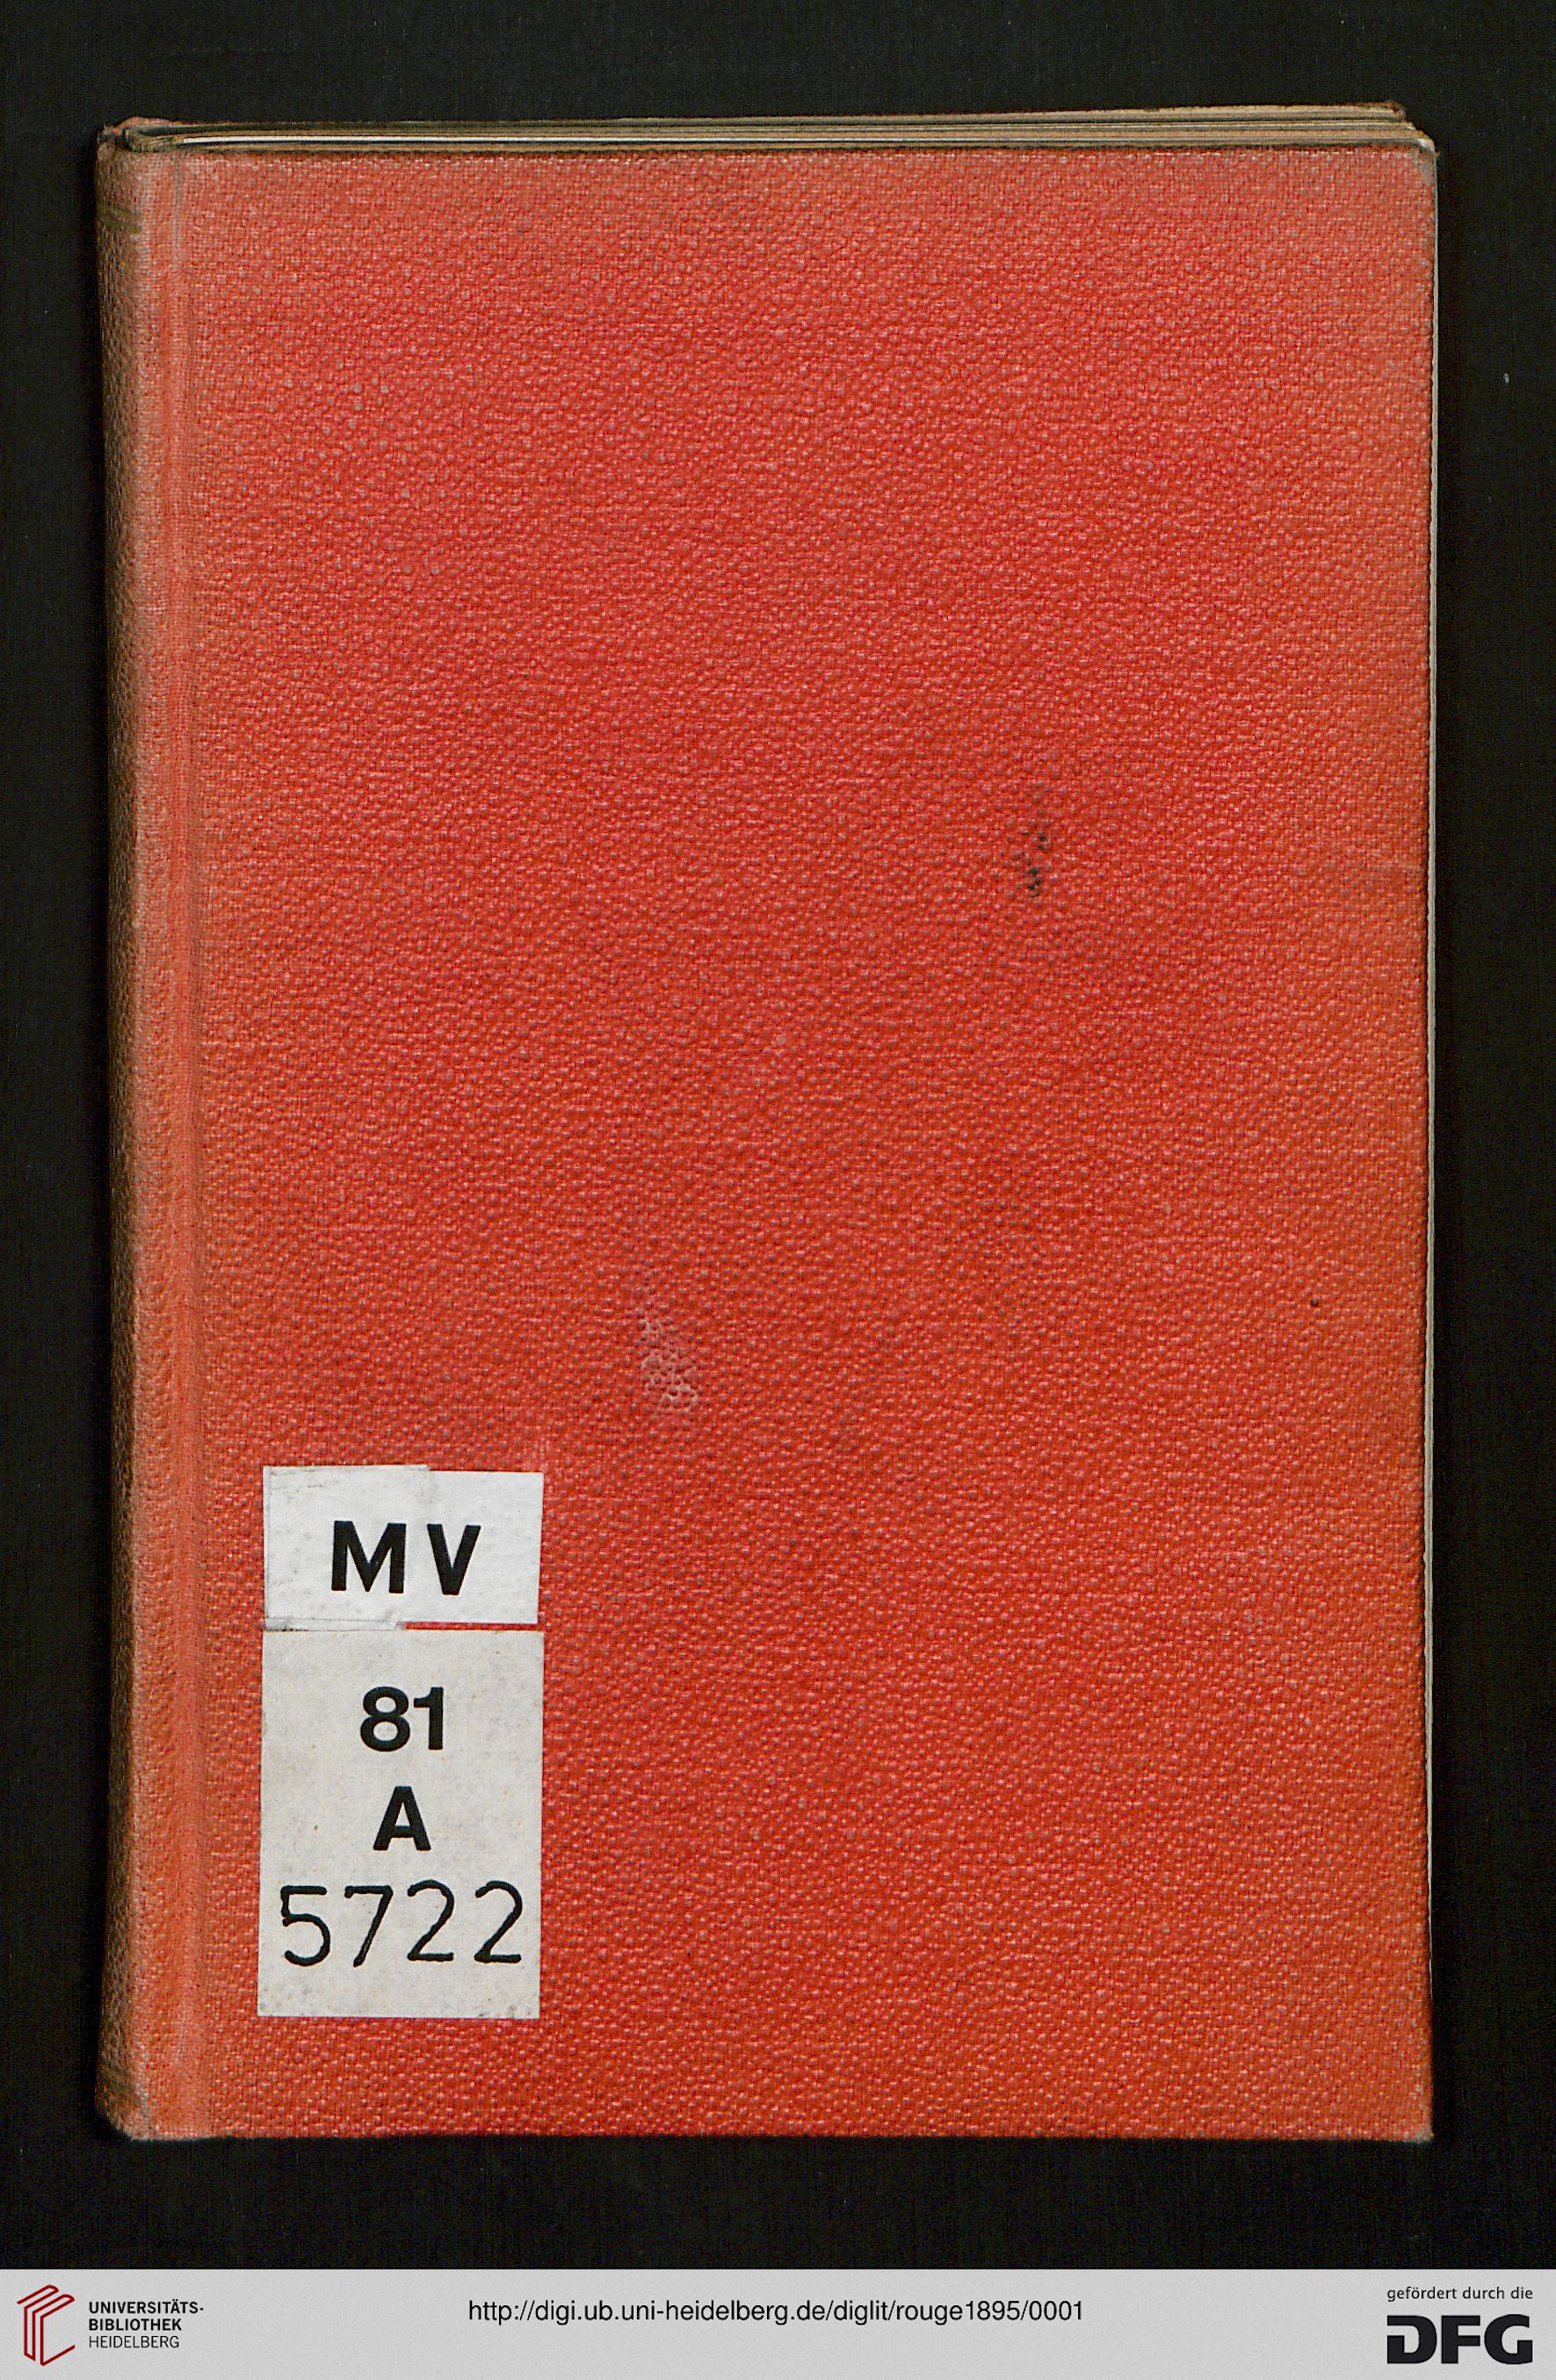 MV
81
A
5722
UNIVERSITÄTS-
BIBLIOTHEK
HEIDELBERG
http://digi.ub.uni-heidelberg.de/diglit/rouge1895/0001
gefördert durch die
DFG